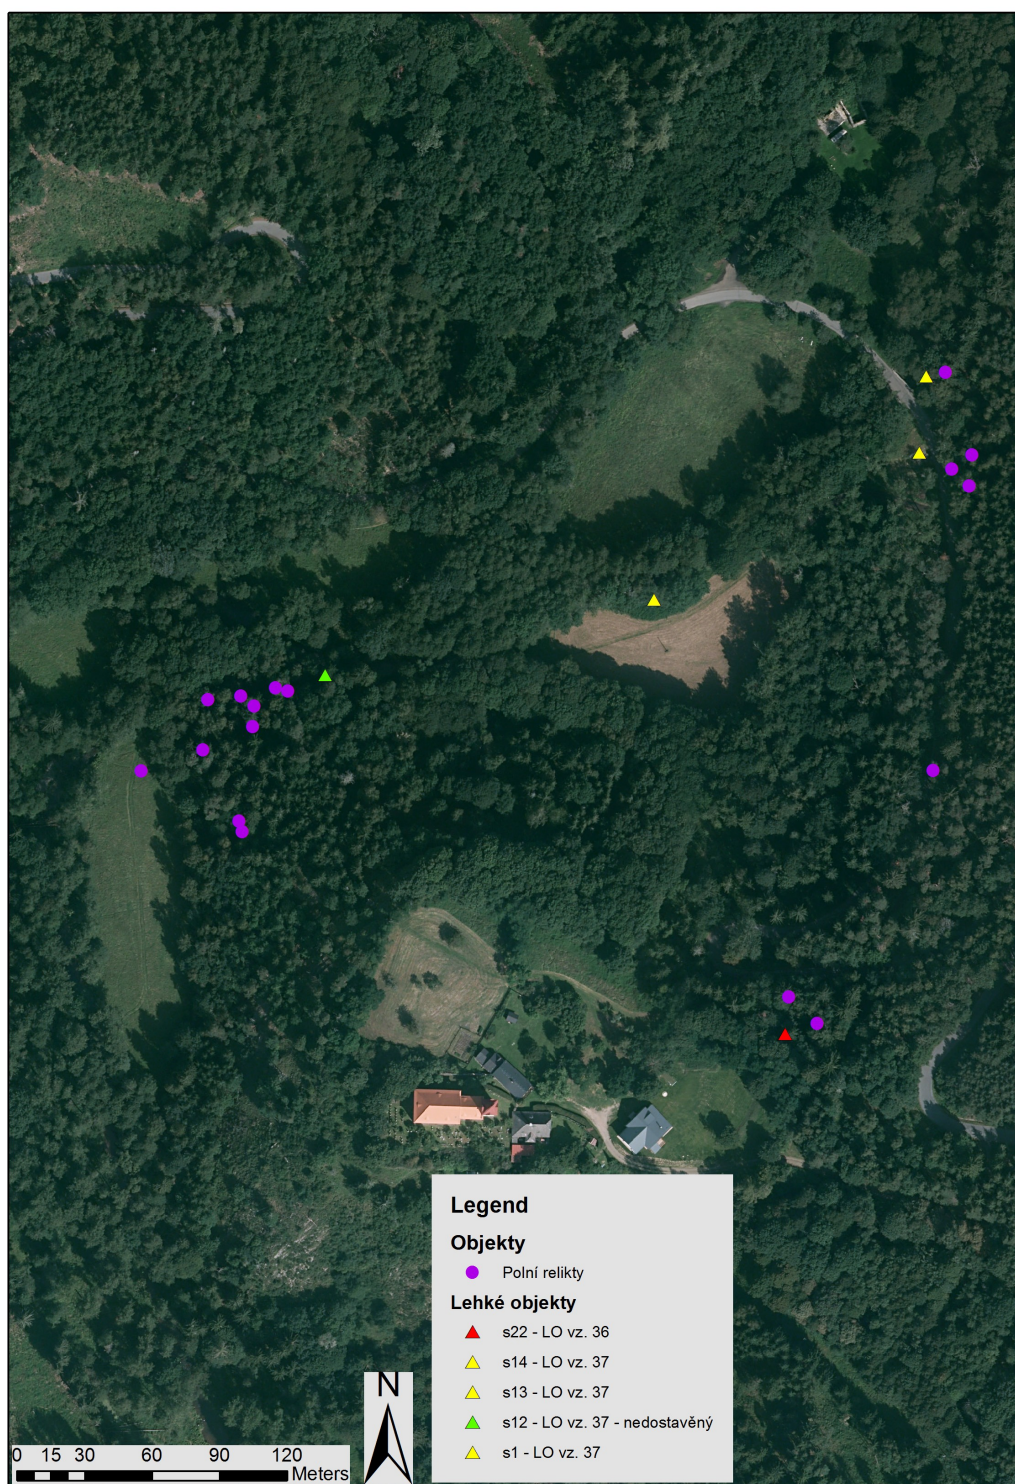 Legend
Objekty
Polní relikty
Lehké objekty
s22 - LO vz. 36
s14 - LO vz. 37
s13 - LO vz. 37
s12 - LO vz. 37 - nedostavěný
s1 - LO vz. 37
N
0 15 30 60 90 120
Meters